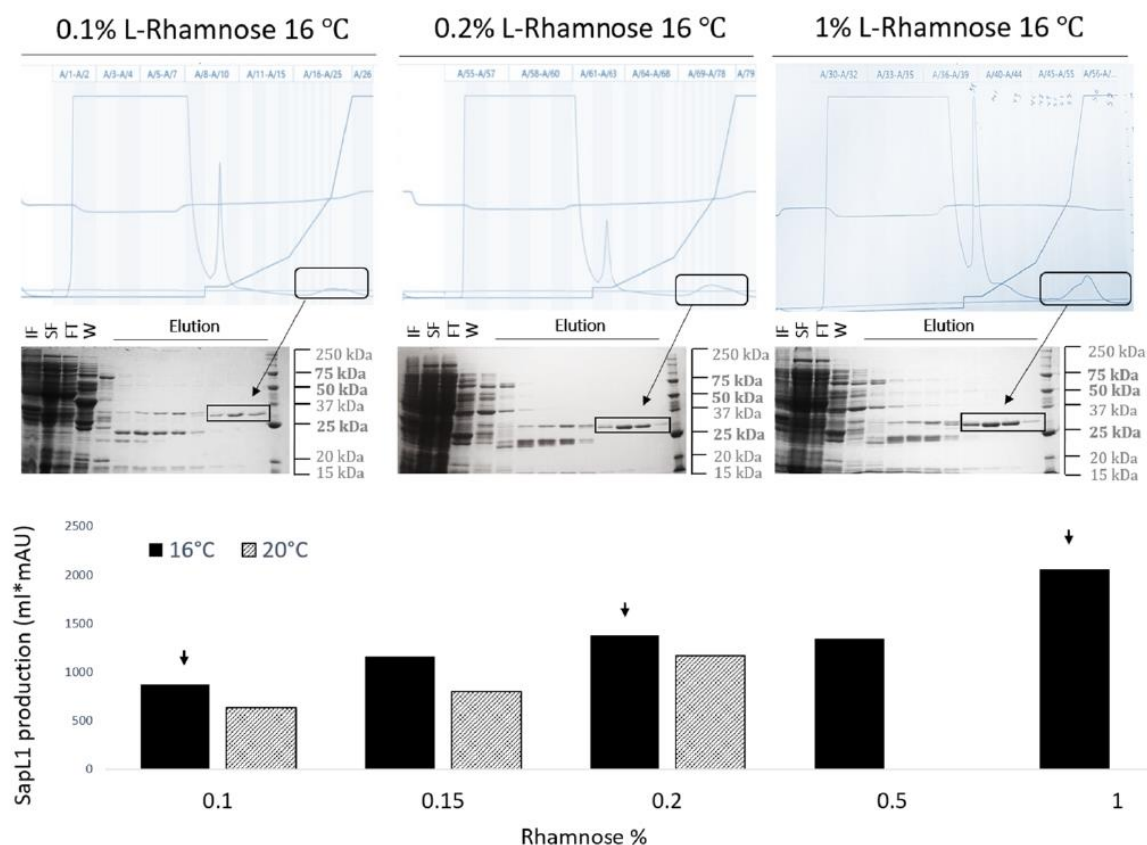 0.1% L-Rhamnose 16 °C
0.2% L-Rhamnose 16 °C
1% L-Rhamnose 16 °C
A/1-A/2 A/3-A/4 A/5-A/7 A/8-A/10 A/11-A/15 A/16-A/25 A/26
A/55-A/57 A/58-A/60 A/61-A/63 A/64-A/68 A/69-A/78 A/79
A/30-A/32 A/33-A/35 A/36-A/39 A/40-A/44 A/45-A/55 A/56-A/...
IF SF FT W Elution
IF SF FT W Elution
IF SF FT W Elution
250 kDa
75 kDa
50 kDa
37 kDa
25 kDa
20 kDa
15 kDa
250 kDa
75 kDa
50 kDa
37 kDa
25 kDa
20 kDa
15 kDa
250 kDa
75 kDa
50 kDa
37 kDa
25 kDa
20 kDa
15 kDa
SapL1 production (ml*mAU)
2500
2000
1500
1000
500
0
16°C 20°C
0.1 0.15 0.2 0.5 1
Rhamnose %